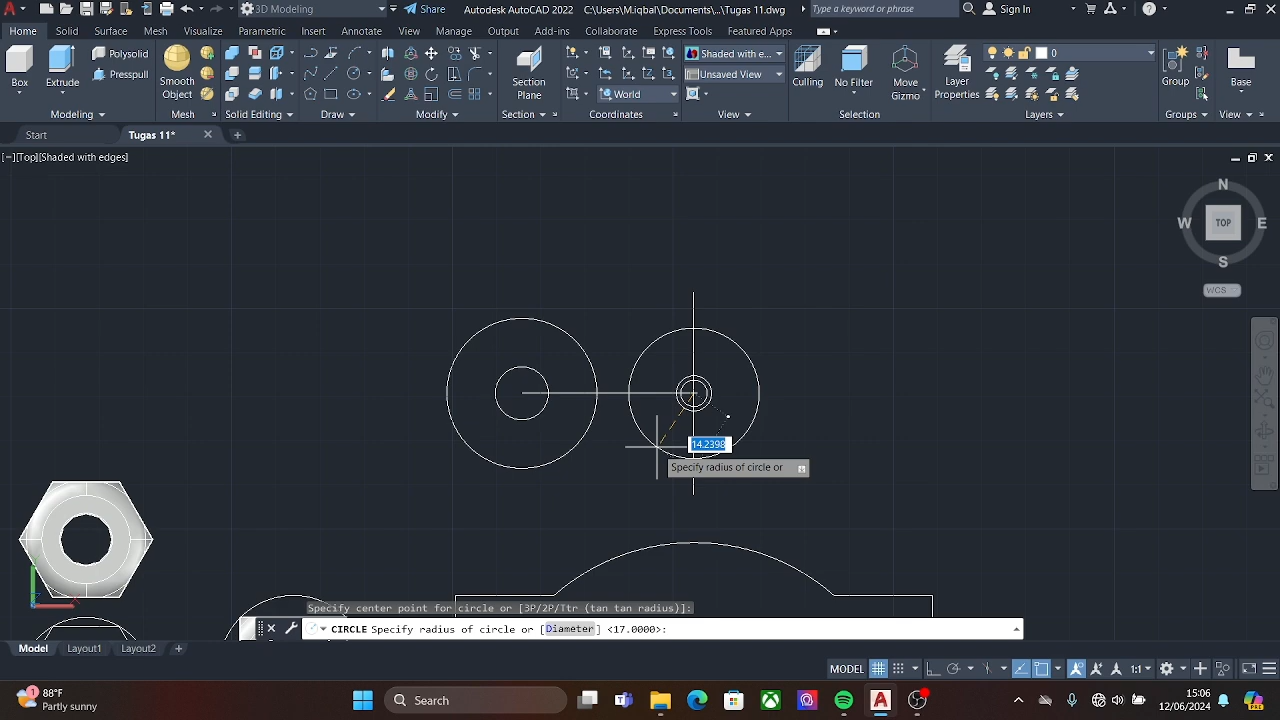 3D Modeling
Share
Autodesk AutoCAD 2022
C:\Users\M.iqbal\Documents\...\Tugas 11.dwg
Type a keyword or phrase
Sign In
Home
Solid
Surface
Mesh
Visualize
Parametric
Insert
Annotate
View
Manage
Output
Add-ins
Collaborate
Express Tools
Featured Apps
Box
Extrude
Polysolid
Presspull
Smooth
Object
Section
Plane
World
Shaded with e...
Unsaved View
Culling
No Filter
Move
Gizmo
Layer
Properties
0
Group
Base
Modeling
Mesh
Solid Editing
Draw
Modify
Section
Coordinates
View
Selection
Layers
Groups
View
Start
Tugas 11*
[−][Top][Shaded with edges]
N
W
TOP
E
S
WCS
14.2398
Specify radius of circle or
Specify center point for circle or [3P/2P/Ttr (tan tan radius)]:
CIRCLE Specify radius of circle or [Diameter] <17.0000>:
Model
Layout1
Layout2
MODEL
1:1
1
88°F
Partly sunny
Search
15:06
12/06/2024